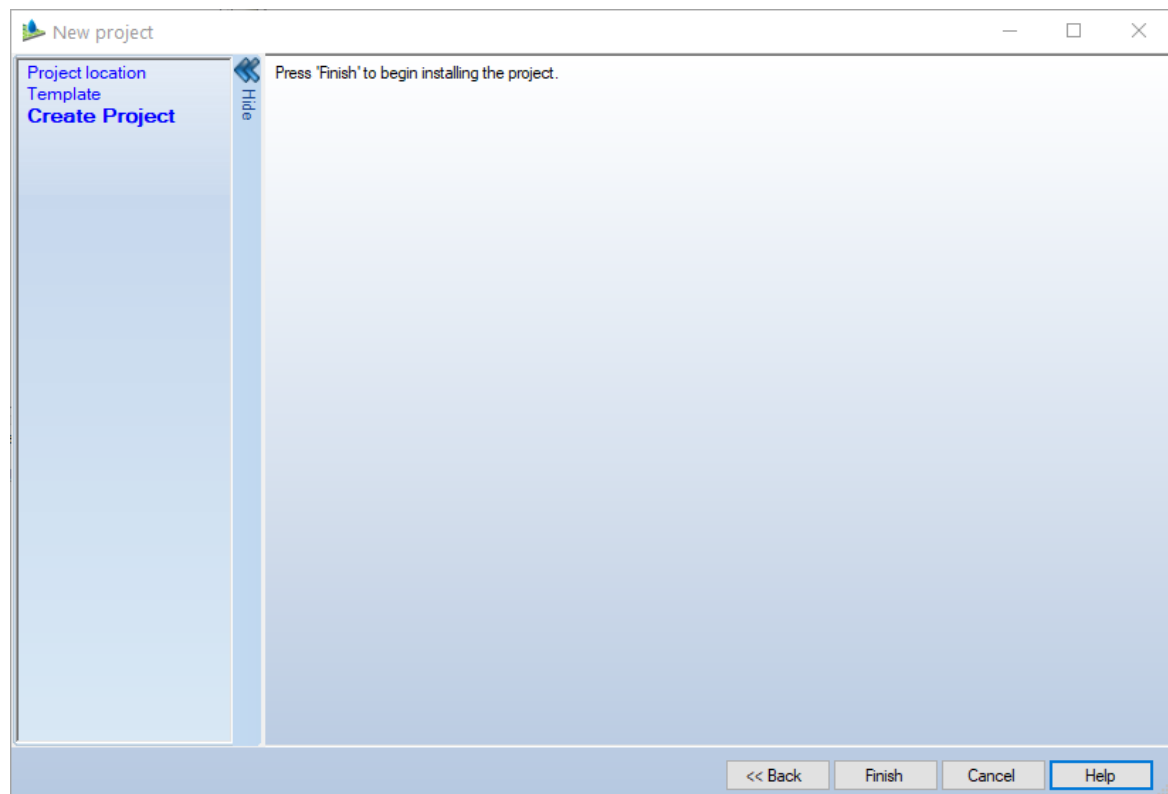 New project
Project location
Template
Create Project
Hide
Press 'Finish' to begin installing the project.
<< Back
Finish
Cancel
Help